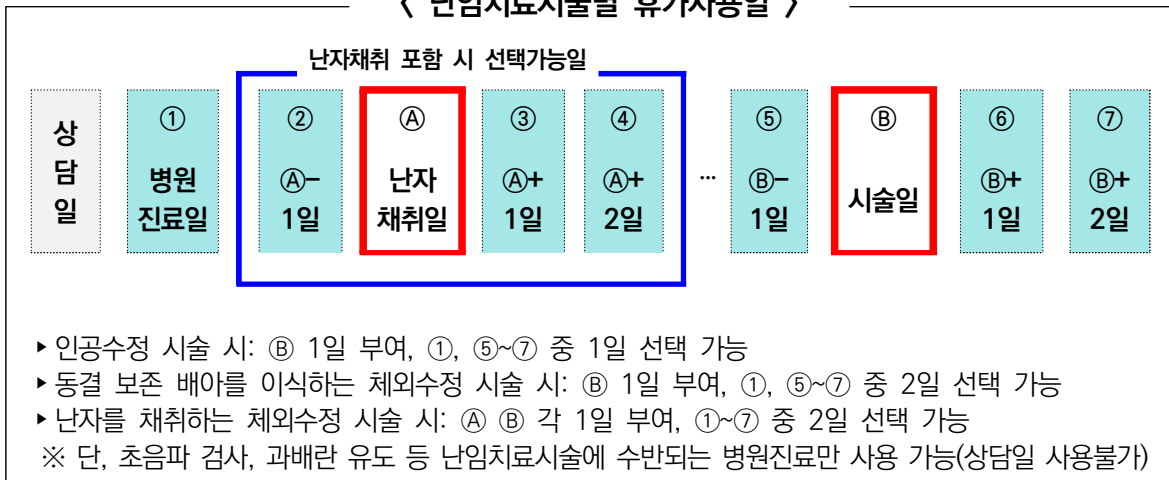 < 난임치료시술별 휴가사용일 >
난자채취 포함 시 선택가능일
상
담
일
①
병원
진료일
②
Ⓐ-
1일
Ⓐ
난자
채취일
③
Ⓐ+
1일
④
Ⓐ+
2일
...
⑤
Ⓑ-
1일
Ⓑ
시술일
⑥
Ⓑ+
1일
⑦
Ⓑ+
2일
▸ 인공수정 시술 시: Ⓑ 1일 부여, ①, ⑤~⑦ 중 1일 선택 가능
▸ 동결 보존 배아를 이식하는 체외수정 시술 시: Ⓑ 1일 부여, ①, ⑤~⑦ 중 2일 선택 가능
▸ 난자를 채취하는 체외수정 시술 시: Ⓐ Ⓑ 각 1일 부여, ①~⑦ 중 2일 선택 가능
※ 단, 초음파 검사, 과배란 유도 등 난임치료시술에 수반되는 병원진료만 사용 가능(상담일 사용불가)